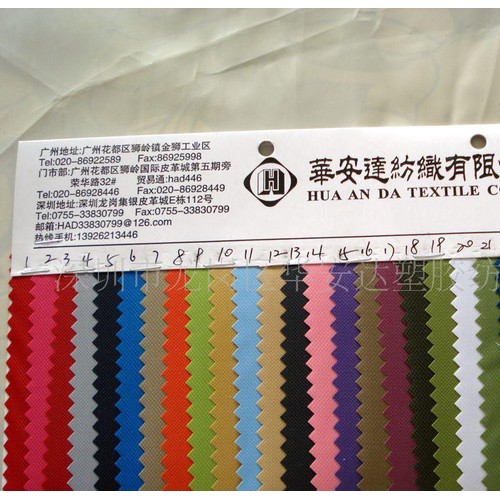 广州地址:广州花都区狮岭镇金狮工业区
Tel:020-86922589 Fax:86925998
门市部:广州花都区狮岭国际皮革城第五期旁
荣华路32# 贸易通:had446
Tel:020-86928446 Fax:020-86928449
深圳地址:深圳龙岗集银皮革城E栋112号
Tel:0755-33830799 Fax:0755-33830799
邮箱:HAD33830799@126.com
热线手机:13926213446
H
華安達紡織有限
HUA AN DA TEXTILE C
1 2 3 4 5 6 7 8 9 10 11 12 13 14 15 16 17 18 19 20 21